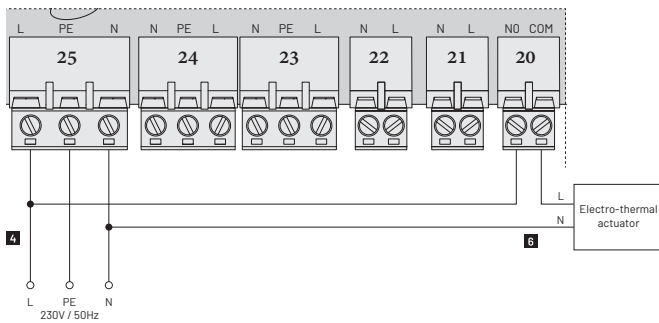 L PE N N PE L N PE L N L N L NO COM
25 24 23 22 21 20
L
4 N 6 Electro-thermal
actuator
L PE N
230V / 50Hz